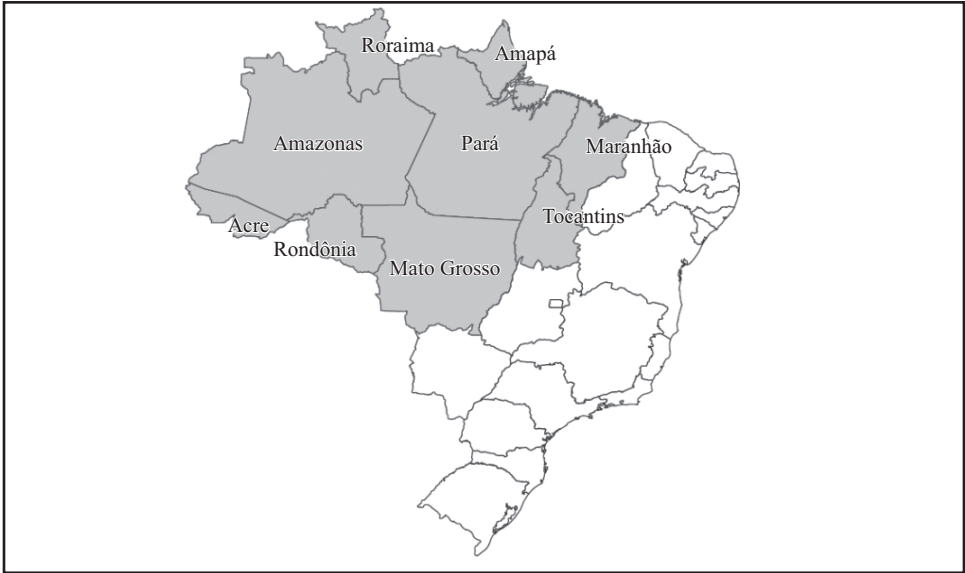 Roraima
Amapá
Amazonas
Pará
Maranhão
Acre
Tocantins
Rondônia
Mato Grosso